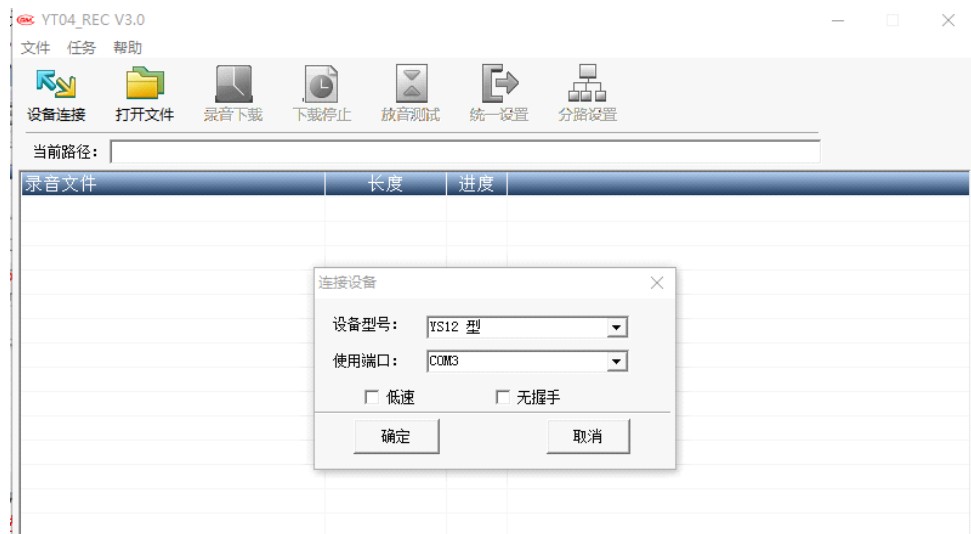 YT04_REC V3.0
文件 任务 帮助
设备连接 打开文件 录音下载 下载停止 放音测试 统一设置 分路设置
当前路径：
录音文件 长度 进度
连接设备
设备型号： YS12 型
使用端口： COM3
低速 无握手
确定 取消